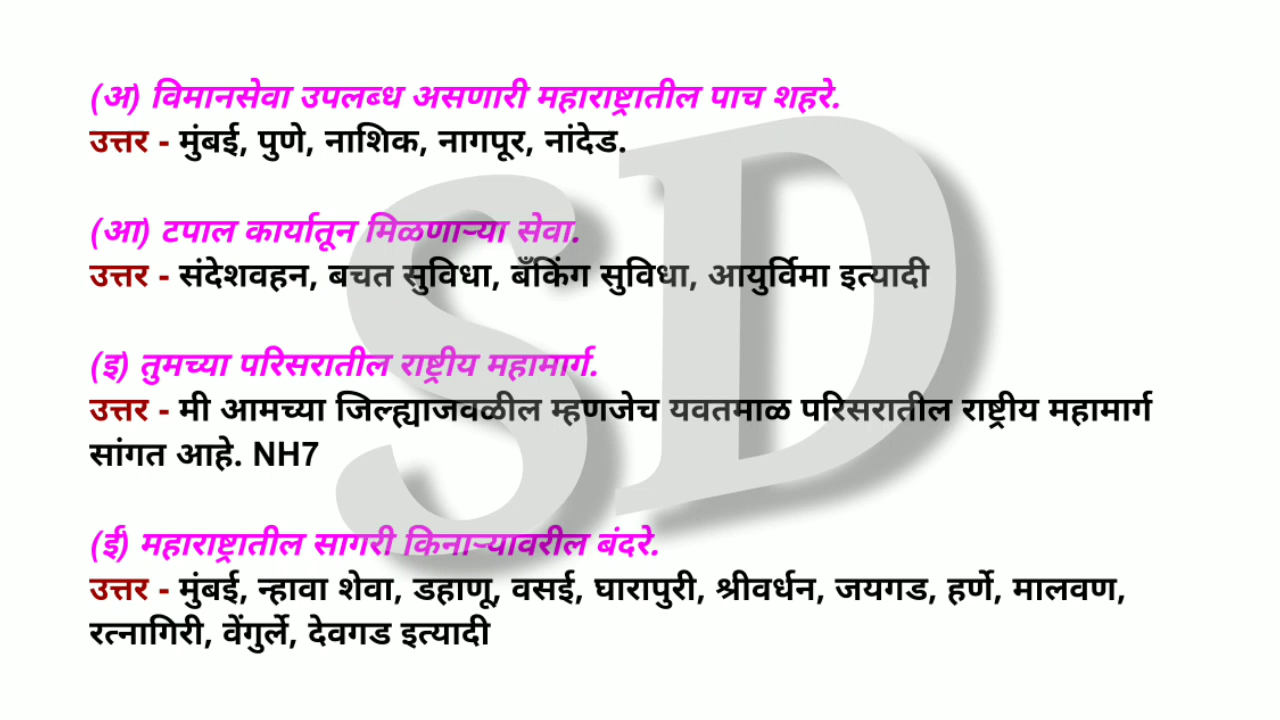 (अ) विमानसेवा उपलब्ध असणारी महाराष्ट्रातील पाच शहरे.
उत्तर - मुंबई, पुणे, नाशिक, नागपूर, नांदेड.
(आ) टपाल कार्यातून मिळणाऱ्या सेवा.
उत्तर - संदेशवहन, बचत सुविधा, बँकिंग सुविधा, आयुर्विमा इत्यादी
(इ) तुमच्या परिसरातील राष्ट्रीय महामार्ग.
उत्तर - मी आमच्या जिल्ह्याजवळील म्हणजेच यवतमाळ परिसरातील राष्ट्रीय महामार्ग
सांगत आहे. NH7
(ई) महाराष्ट्रातील सागरी किनाऱ्यावरील बंदरे.
उत्तर - मुंबई, न्हावा शेवा, डहाणू, वसई, घारापुरी, श्रीवर्धन, जयगड, हर्णे, मालवण,
रत्नागिरी, वेंगुर्ले, देवगड इत्यादी
SD